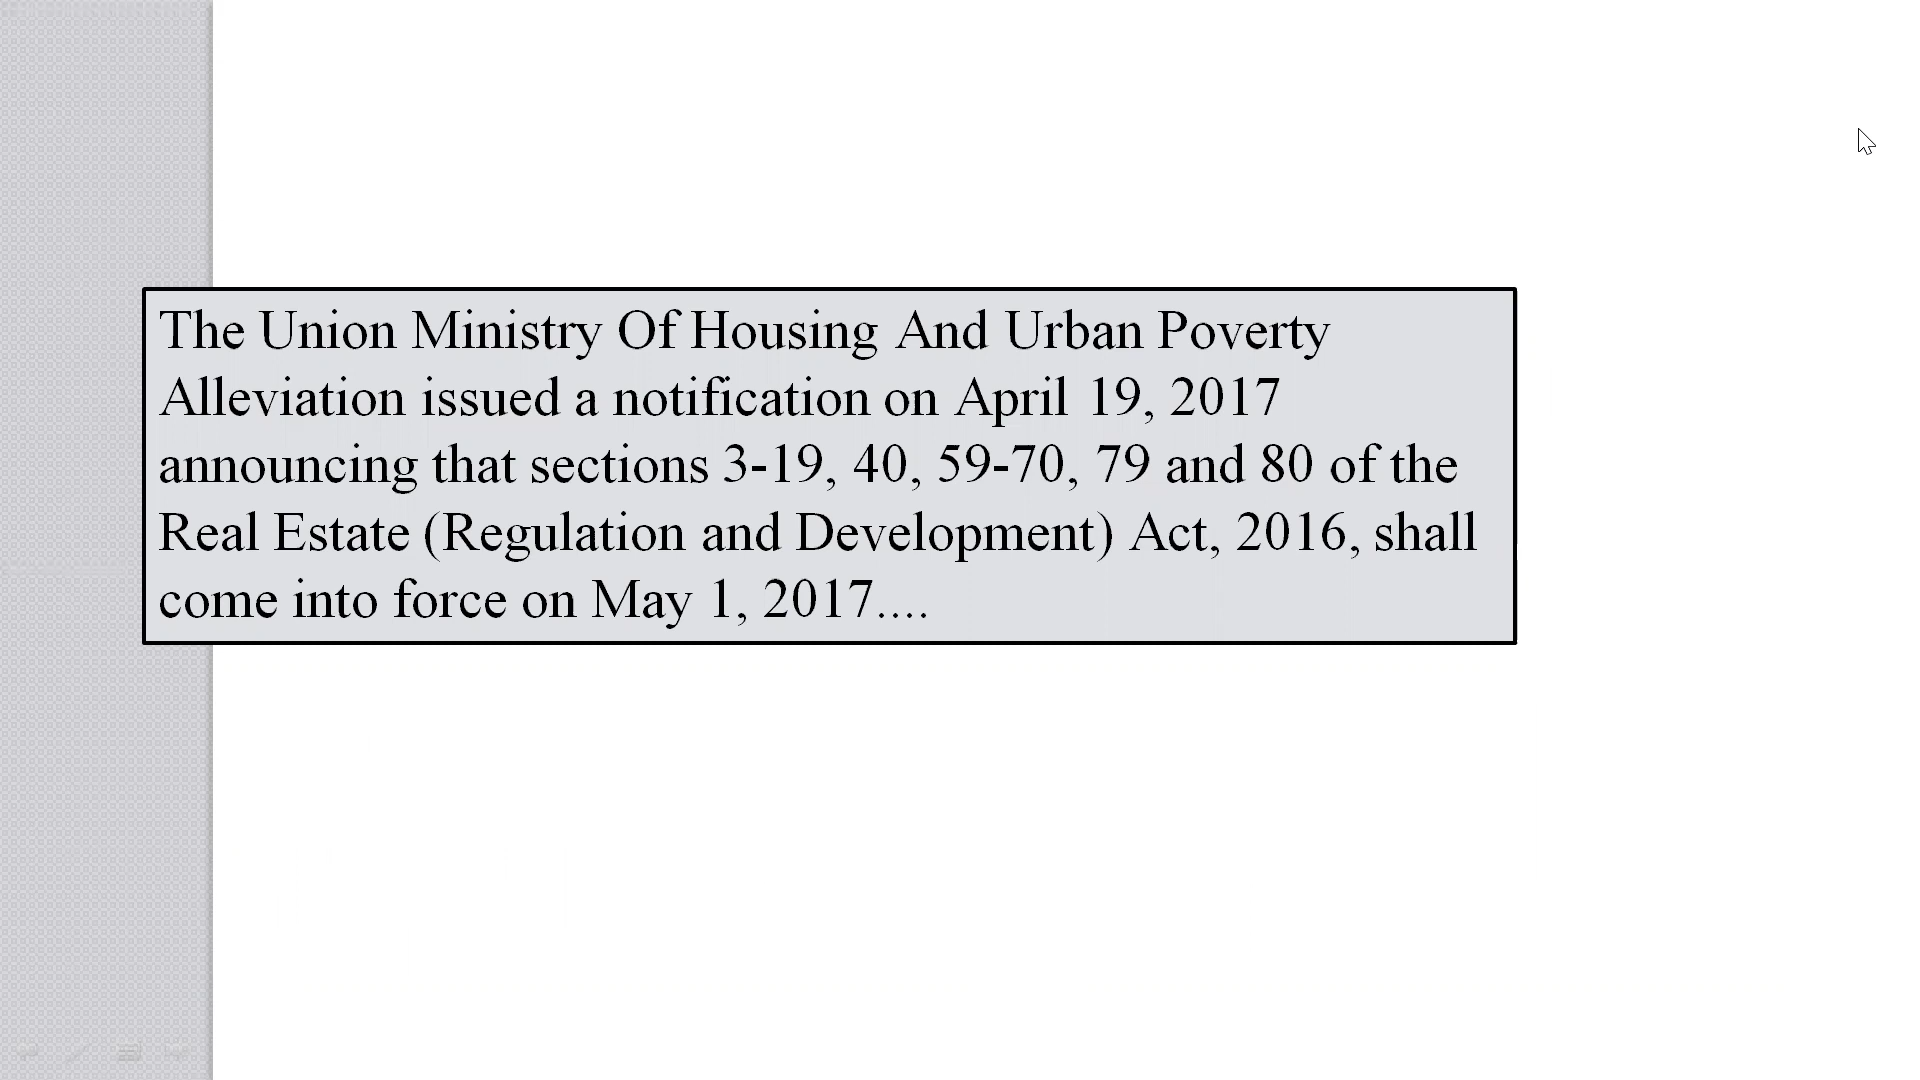 The Union Ministry Of Housing And Urban Poverty
Alleviation issued a notification on April 19, 2017
announcing that sections 3-19, 40, 59-70, 79 and 80 of the
Real Estate (Regulation and Development) Act, 2016, shall
come into force on May 1, 2017....